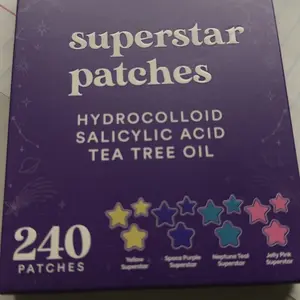 superstar
patches
HYDROCOLLOID
SALICYLIC ACID
TEA TREE OIL
240
PATCHES
Yellow
Superstar
Space Purple
Superstar
Neptune Teal
Superstar
Jelly Pink
Superstar